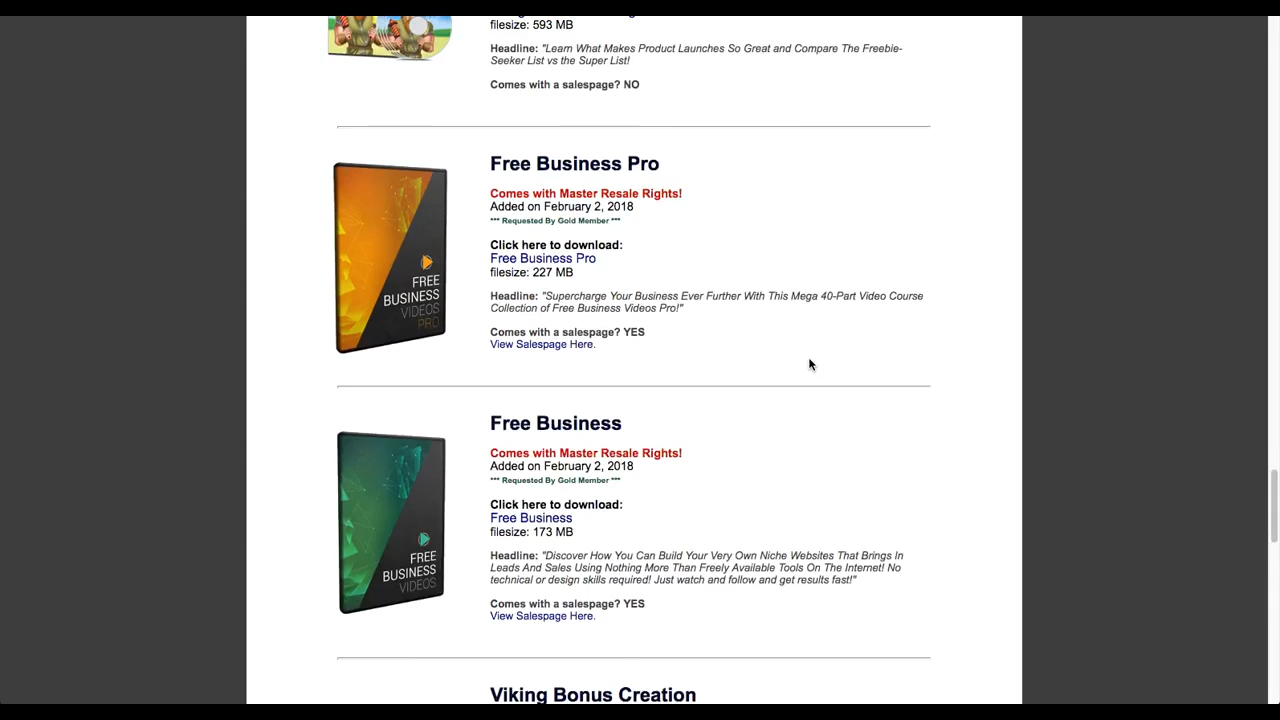 filesize: 593 MB
Headline: "Learn What Makes Product Launches So Great and Compare The Freebie-
Seeker List vs the Super List!
Comes with a salespage? NO
Free Business Pro
Comes with Master Resale Rights!
Added on February 2, 2018
*** Requested By Gold Member ***
Click here to download:
Free Business Pro
filesize: 227 MB
Headline: "Supercharge Your Business Ever Further With This Mega 40-Part Video Course
Collection of Free Business Videos Pro!"
Comes with a salespage? YES
View Salespage Here.
FREE
BUSINESS
VIDEOS
PRO
Free Business
Comes with Master Resale Rights!
Added on February 2, 2018
*** Requested By Gold Member ***
Click here to download:
Free Business
filesize: 173 MB
Headline: "Discover How You Can Build Your Very Own Niche Websites That Brings In
Leads And Sales Using Nothing More Than Freely Available Tools On The Internet! No
technical or design skills required! Just watch and follow and get results fast!"
Comes with a salespage? YES
View Salespage Here.
FREE
BUSINESS
VIDEOS
Viking Bonus Creation